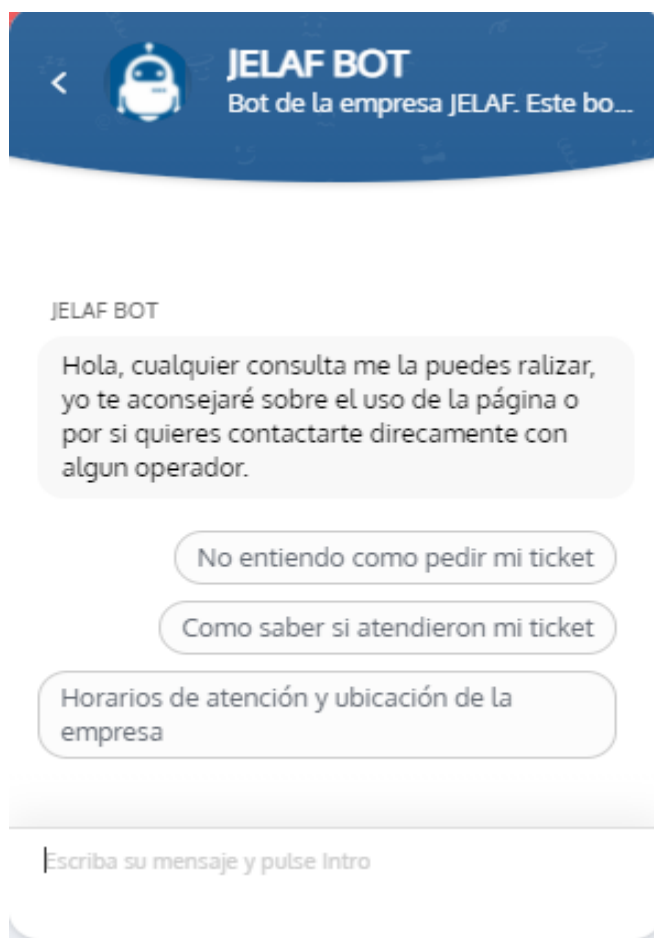 JELAF BOT
Bot de la empresa JELAF. Este bo...
JELAF BOT
Hola, cualquier consulta me la puedes ralizar,
yo te aconsejaré sobre el uso de la página o
por si quieres contactarte direcamente con
algun operador.
No entiendo como pedir mi ticket
Como saber si atendieron mi ticket
Horarios de atención y ubicación de la
empresa
Escriba su mensaje y pulse Intro